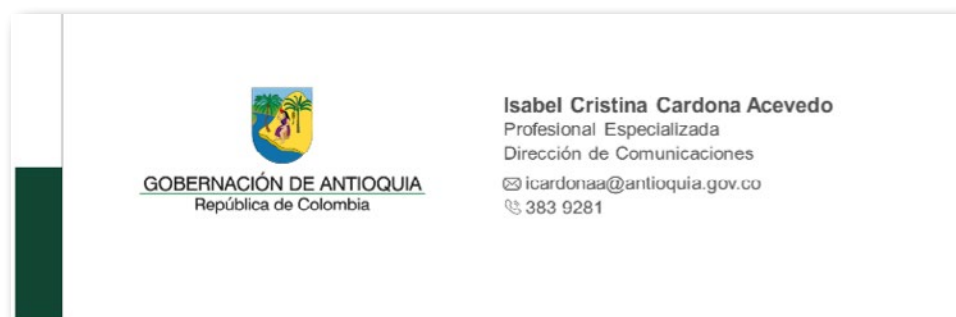 GOBERNACIÓN DE ANTIOQUIA
República de Colombia
Isabel Cristina Cardona Acevedo
Profesional Especializada
Dirección de Comunicaciones
icardonaa@antioquia.gov.co
383 9281